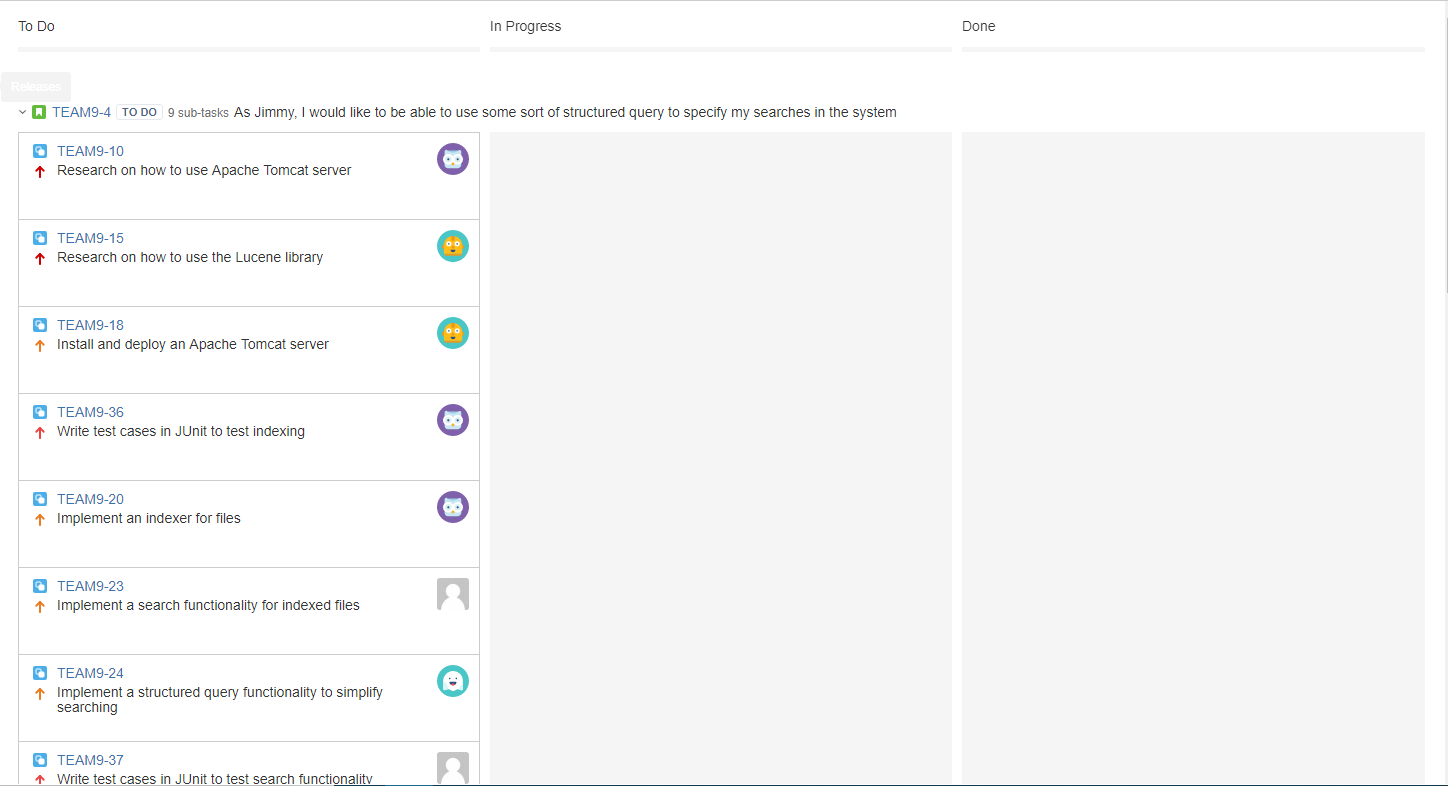 To Do
In Progress
Done
Releases
TEAM9-4 TO DO 9 sub-tasks As Jimmy, I would like to be able to use some sort of structured query to specify my searches in the system
TEAM9-10
Research on how to use Apache Tomcat server
TEAM9-15
Research on how to use the Lucene library
TEAM9-18
Install and deploy an Apache Tomcat server
TEAM9-36
Write test cases in JUnit to test indexing
TEAM9-20
Implement an indexer for files
TEAM9-23
Implement a search functionality for indexed files
TEAM9-24
Implement a structured query functionality to simplify
searching
TEAM9-37
Write test cases in JUnit to test search functionality